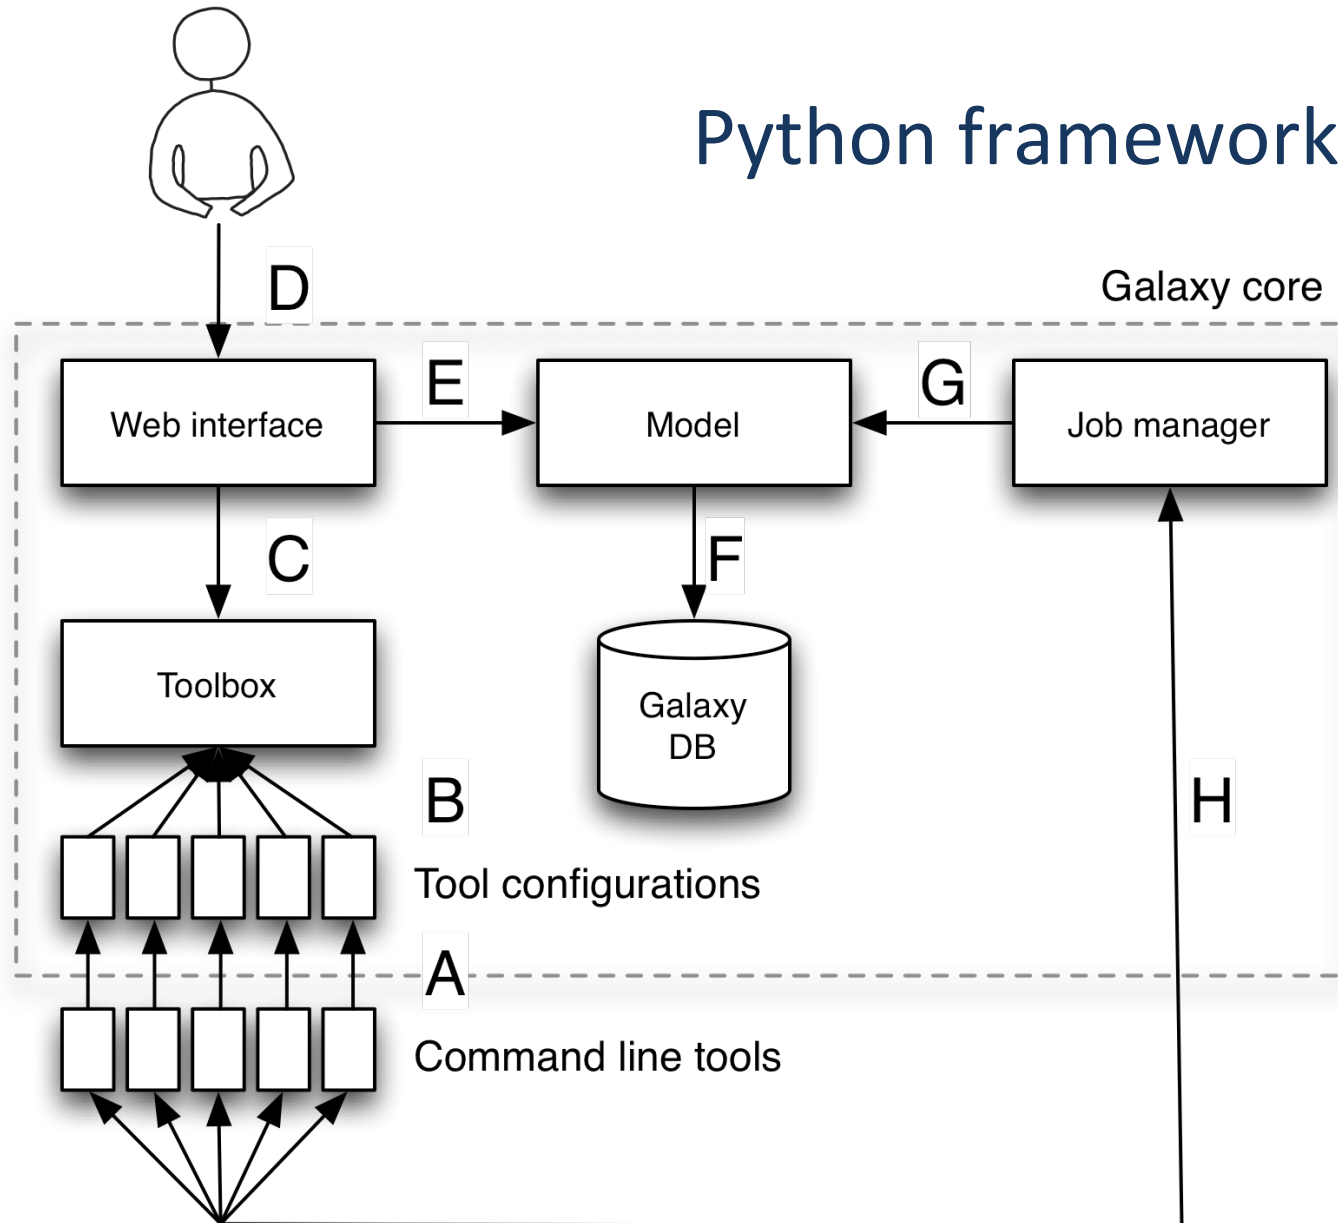 Python framework
D
Galaxy core
E
G
Web interface
Model
Job manager
C
F
Toolbox
Galaxy
DB
B
H
Tool configurations
A
Command line tools